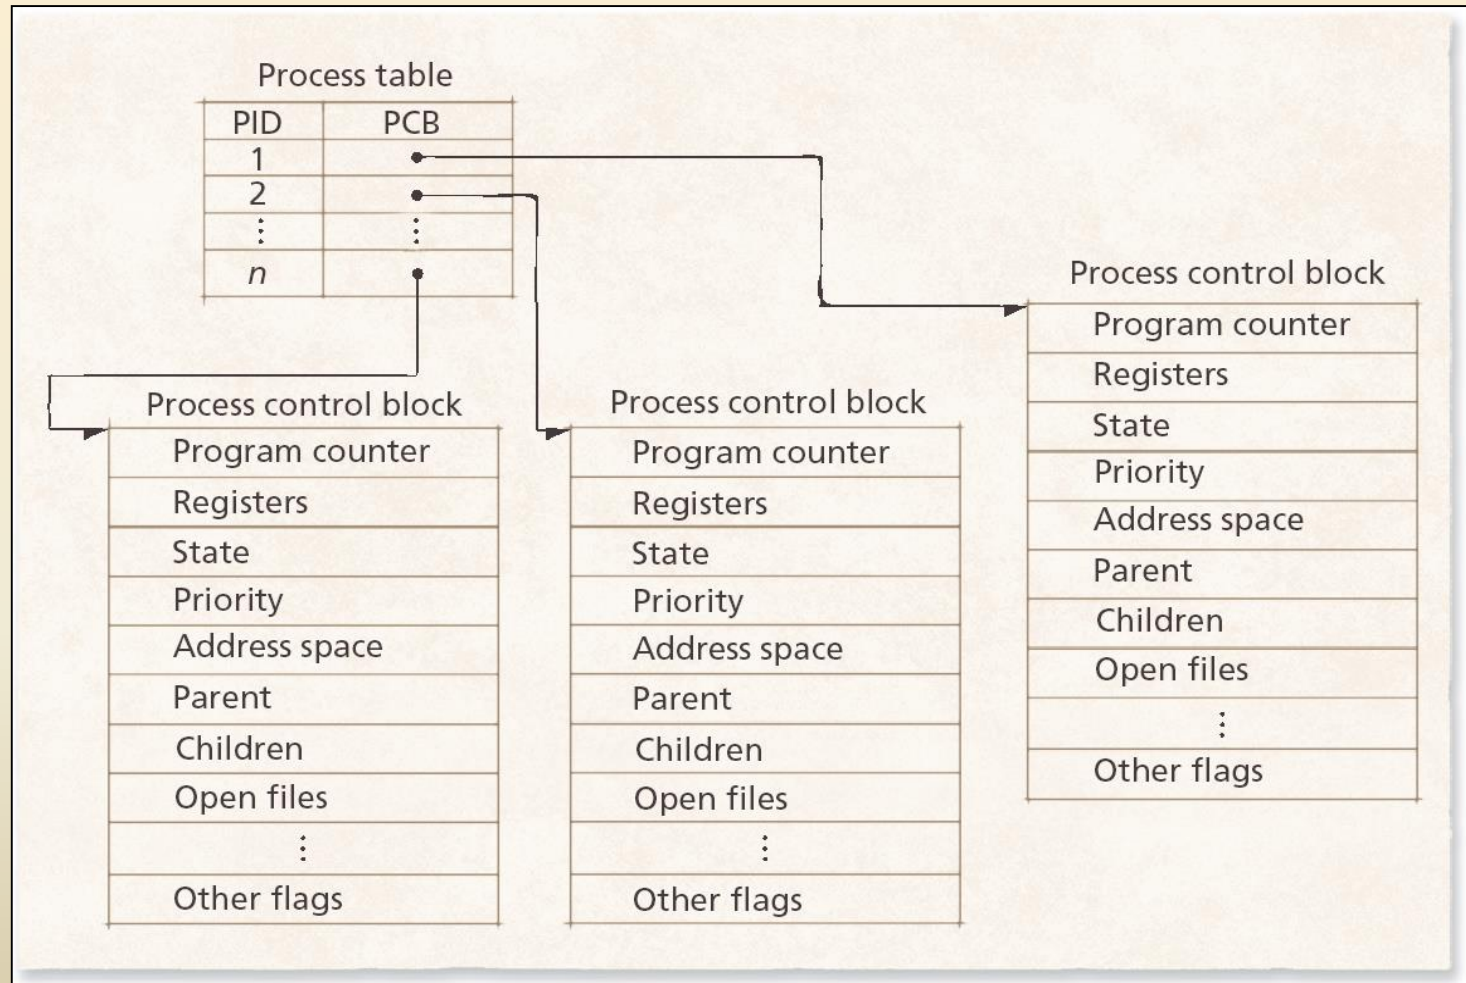 Process table
PID PCB
1
2
⋮ ⋮
n
Process control block
Program counter
Registers
State
Priority
Address space
Parent
Children
Open files
⋮
Other flags
Process control block
Program counter
Registers
State
Priority
Address space
Parent
Children
Open files
⋮
Other flags
Process control block
Program counter
Registers
State
Priority
Address space
Parent
Children
Open files
⋮
Other flags